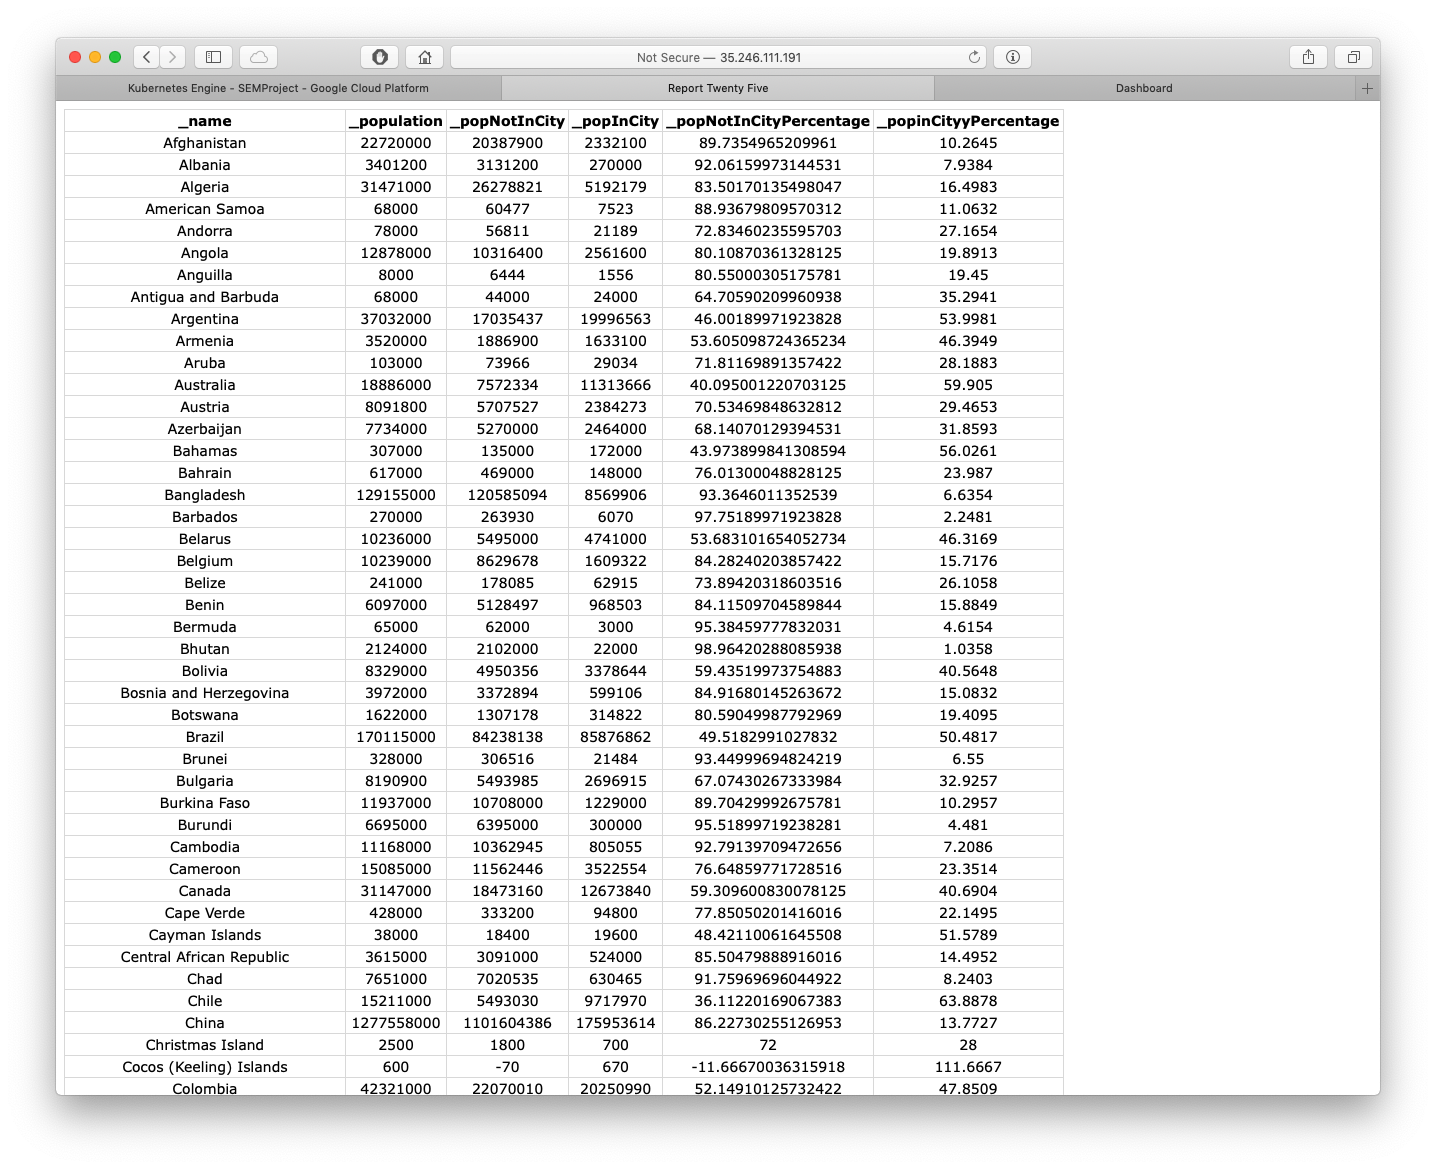 Not Secure — 35.246.111.191
Kubernetes Engine - SEMProject - Google Cloud Platform Report Twenty Five Dashboard
_name _population _popNotInCity _popInCity _popNotInCityPercentage _popinCityyPercentage
Afghanistan 22720000 20387900 2332100 89.7354965209961 10.2645
Albania 3401200 3131200 270000 92.06159973144531 7.9384
Algeria 31471000 26278821 5192179 83.50170135498047 16.4983
American Samoa 68000 60477 7523 88.93679809570312 11.0632
Andorra 78000 56811 21189 72.83460235595703 27.1654
Angola 12878000 10316400 2561600 80.10870361328125 19.8913
Anguilla 8000 6444 1556 80.55000305175781 19.45
Antigua and Barbuda 68000 44000 24000 64.70590209960938 35.2941
Argentina 37032000 17035437 19996563 46.00189971923828 53.9981
Armenia 3520000 1886900 1633100 53.605098724365234 46.3949
Aruba 103000 73966 29034 71.81169891357422 28.1883
Australia 18886000 7572334 11313666 40.095001220703125 59.905
Austria 8091800 5707527 2384273 70.53469848632812 29.4653
Azerbaijan 7734000 5270000 2464000 68.14070129394531 31.8593
Bahamas 307000 135000 172000 43.973899841308594 56.0261
Bahrain 617000 469000 148000 76.01300048828125 23.987
Bangladesh 129155000 120585094 8569906 93.3646011352539 6.6354
Barbados 270000 263930 6070 97.75189971923828 2.2481
Belarus 10236000 5495000 4741000 53.683101654052734 46.3169
Belgium 10239000 8629678 1609322 84.28240203857422 15.7176
Belize 241000 178085 62915 73.89420318603516 26.1058
Benin 6097000 5128497 968503 84.11509704589844 15.8849
Bermuda 65000 62000 3000 95.38459777832031 4.6154
Bhutan 2124000 2102000 22000 98.96420288085938 1.0358
Bolivia 8329000 4950356 3378644 59.43519973754883 40.5648
Bosnia and Herzegovina 3972000 3372894 599106 84.91680145263672 15.0832
Botswana 1622000 1307178 314822 80.59049987792969 19.4095
Brazil 170115000 84238138 85876862 49.5182991027832 50.4817
Brunei 328000 306516 21484 93.44999694824219 6.55
Bulgaria 8190900 5493985 2696915 67.07430267333984 32.9257
Burkina Faso 11937000 10708000 1229000 89.70429992675781 10.2957
Burundi 6695000 6395000 300000 95.51899719238281 4.481
Cambodia 11168000 10362945 805055 92.79139709472656 7.2086
Cameroon 15085000 11562446 3522554 76.64859771728516 23.3514
Canada 31147000 18473160 12673840 59.309600830078125 40.6904
Cape Verde 428000 333200 94800 77.85050201416016 22.1495
Cayman Islands 38000 18400 19600 48.42110061645508 51.5789
Central African Republic 3615000 3091000 524000 85.50479888916016 14.4952
Chad 7651000 7020535 630465 91.75969696044922 8.2403
Chile 15211000 5493030 9717970 36.11220169067383 63.8878
China 1277558000 1101604386 175953614 86.22730255126953 13.7727
Christmas Island 2500 1800 700 72 28
Cocos (Keeling) Islands 600 -70 670 -11.66670036315918 111.6667
Colombia 42321000 22070010 20250990 52.14910125732422 47.8509